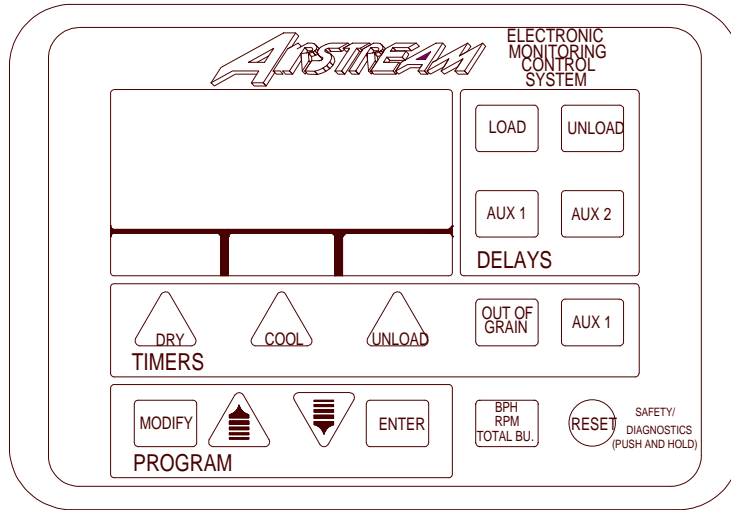 AIRSTREAM
ELECTRONIC
MONITORING
CONTROL
SYSTEM
LOAD
UNLOAD
AUX 1
AUX 2
DELAYS
DRY
COOL
UNLOAD
TIMERS
OUT OF
GRAIN
AUX 1
MODIFY
ENTER
PROGRAM
BPH
RPM
TOTAL BU.
RESET
SAFETY/
DIAGNOSTICS
(PUSH AND HOLD)